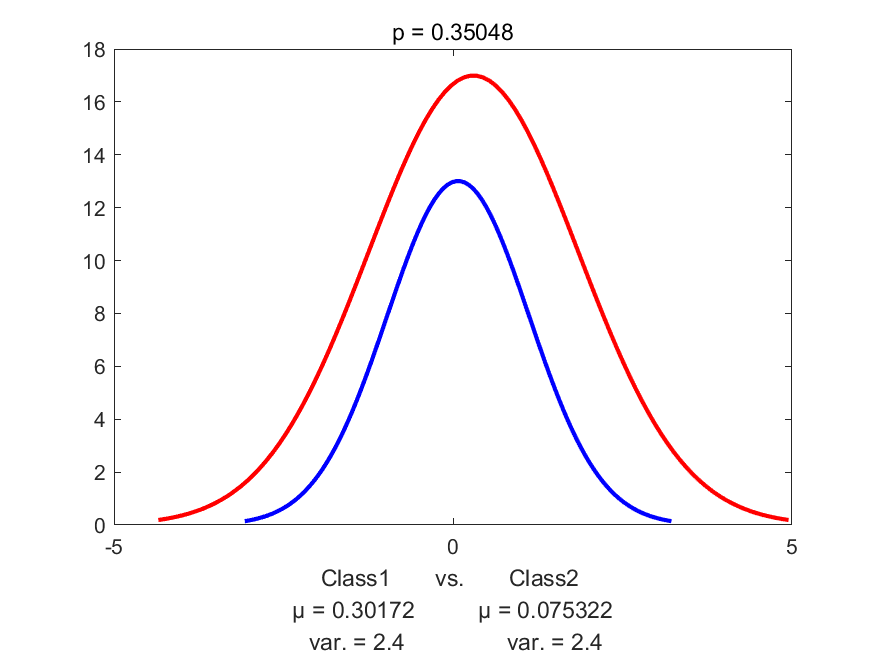 p = 0.35048
18
16
14
12
10
8
6
4
2
0
-5 0 5
Class1 vs. Class2
μ = 0.30172 μ = 0.075322
var. = 2.4 var. = 2.4